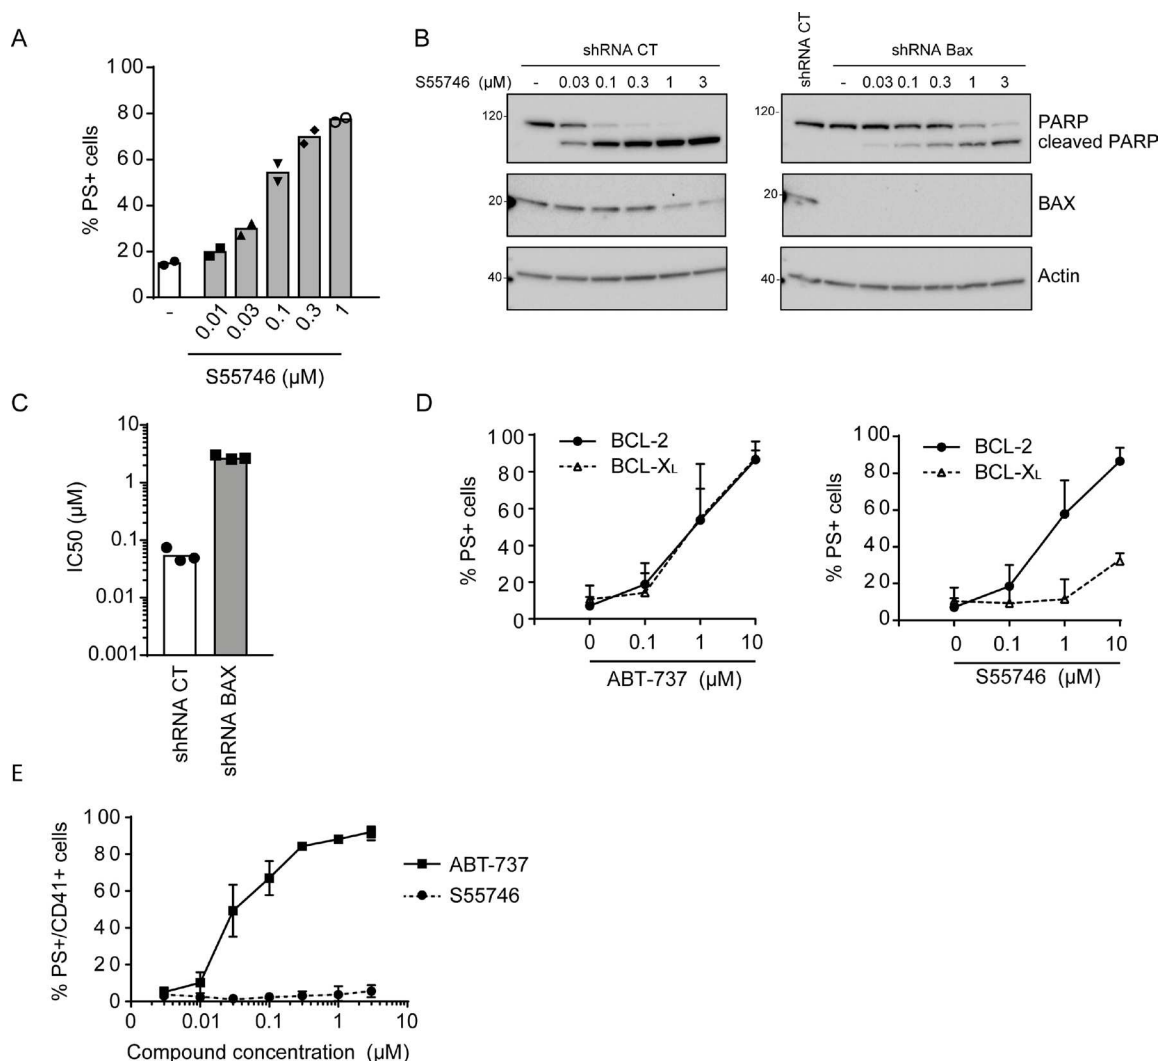 A
% PS+ cells
100
80
60
40
20
0
- 0.01 0.03 0.1 0.3 1
S55746 (µM)
B
shRNA CT
S55746 (µM) - 0.03 0.1 0.3 1 3
120
20
40
shRNA CT
shRNA Bax
- 0.03 0.1 0.3 1 3
120
PARP
cleaved PARP
20
BAX
40
Actin
C
IC50 (µM)
10
1
0.1
0.01
0.001
shRNA CT
shRNA BAX
D
% PS+ cells
100
80
60
40
20
0
BCL-2
BCL-XL
0 0.1 1 10
ABT-737 (µM)
% PS+ cells
100
80
60
40
20
0
BCL-2
BCL-XL
0 0.1 1 10
S55746 (µM)
E
% PS+/CD41+ cells
100
80
60
40
20
0
ABT-737
S55746
0 0.01 0.1 1 10
Compound concentration (µM)